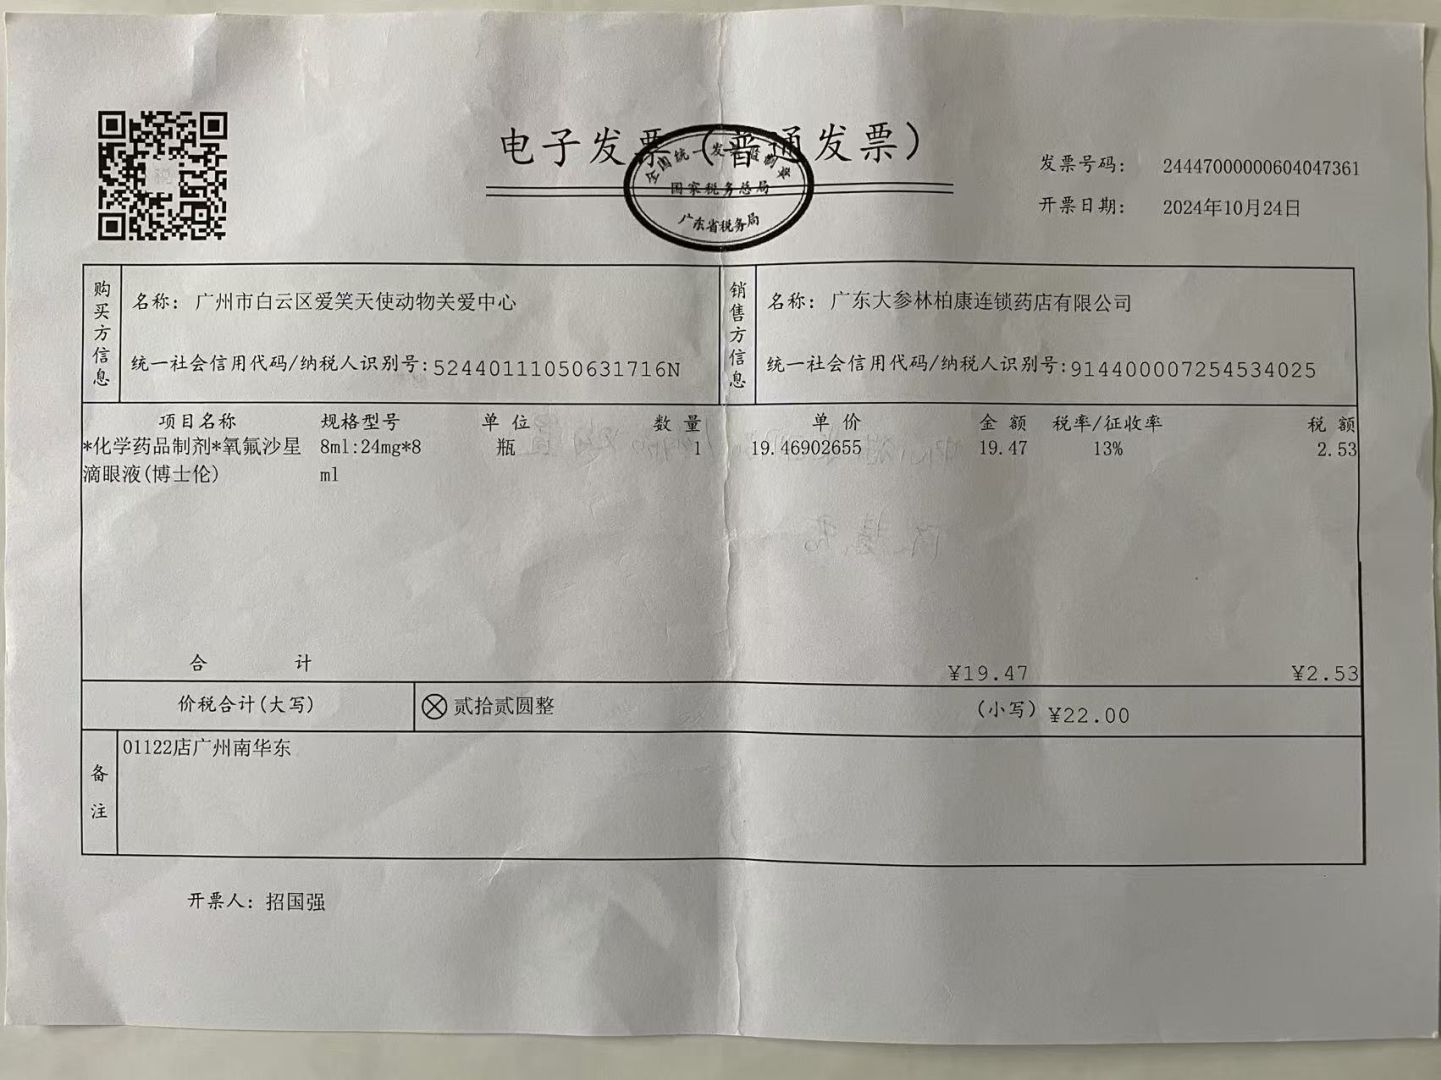 电子发票（普通发票）
全国统一发票监制章
国家税务总局
广东省税务局
发票号码： 24447000000604047361
开票日期： 2024年10月24日
购买方信息
名称： 广州市白云区爱笑天使动物关爱中心
统一社会信用代码/纳税人识别号:52440111050631716N
销售方信息
名称： 广东大参林柏康连锁药店有限公司
统一社会信用代码/纳税人识别号:914400007254534025
项目名称 规格型号 单位 数量 单价 金额 税率/征收率 税额
*化学药品制剂*氧氟沙星 8ml:24mg*8 瓶 1 19.46902655 19.47 13% 2.53
滴眼液(博士伦) ml
合计 ¥19.47 ¥2.53
价税合计(大写) 贰拾贰圆整 (小写) ¥22.00
备注
01122店广州南华东
开票人： 招国强